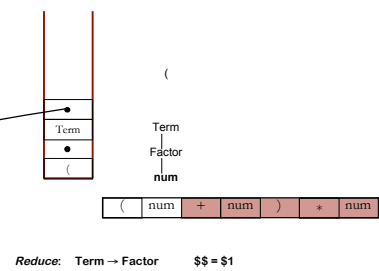 (
Term
Term
Factor
(
num
( num + num ) * num
Reduce: Term → Factor $$ = $1